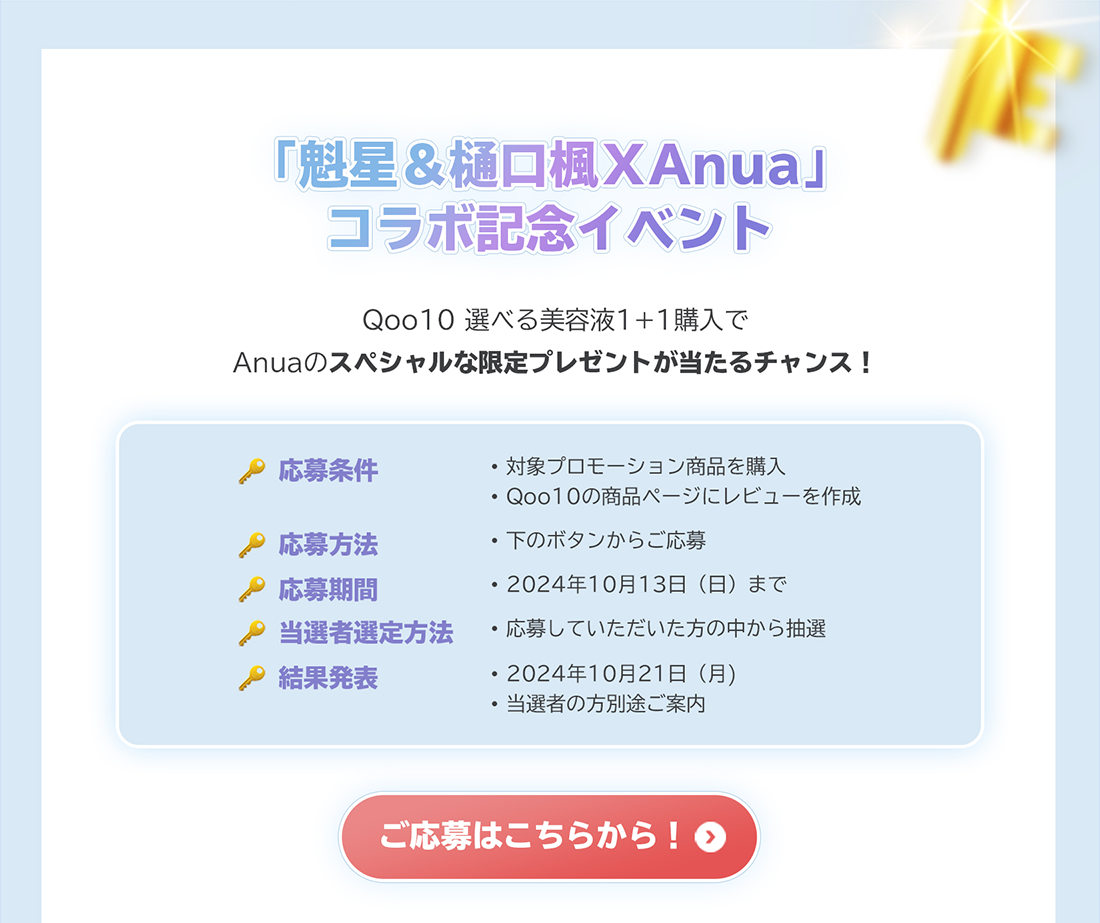 「魁星＆樋口楓XAnua」
コラボ記念イベント
Qoo10 選べる美容液1+1購入で
Anuaのスペシャルな限定プレゼントが当たるチャンス！
応募条件
・対象プロモーション商品を購入
・Qoo10の商品ページにレビューを作成
応募方法
・下のボタンからご応募
応募期間
・2024年10月13日（日）まで
当選者選定方法
・応募していただいた方の中から抽選
結果発表
・2024年10月21日（月)
・当選者の方別途ご案内
ご応募はこちらから！